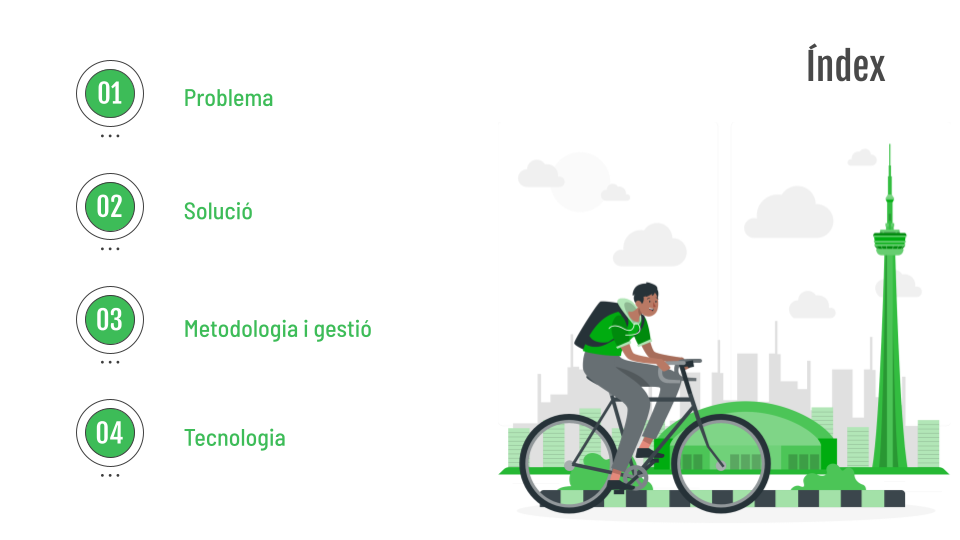 Índex
01
Problema
02
Solució
03
Metodologia i gestió
04
Tecnologia